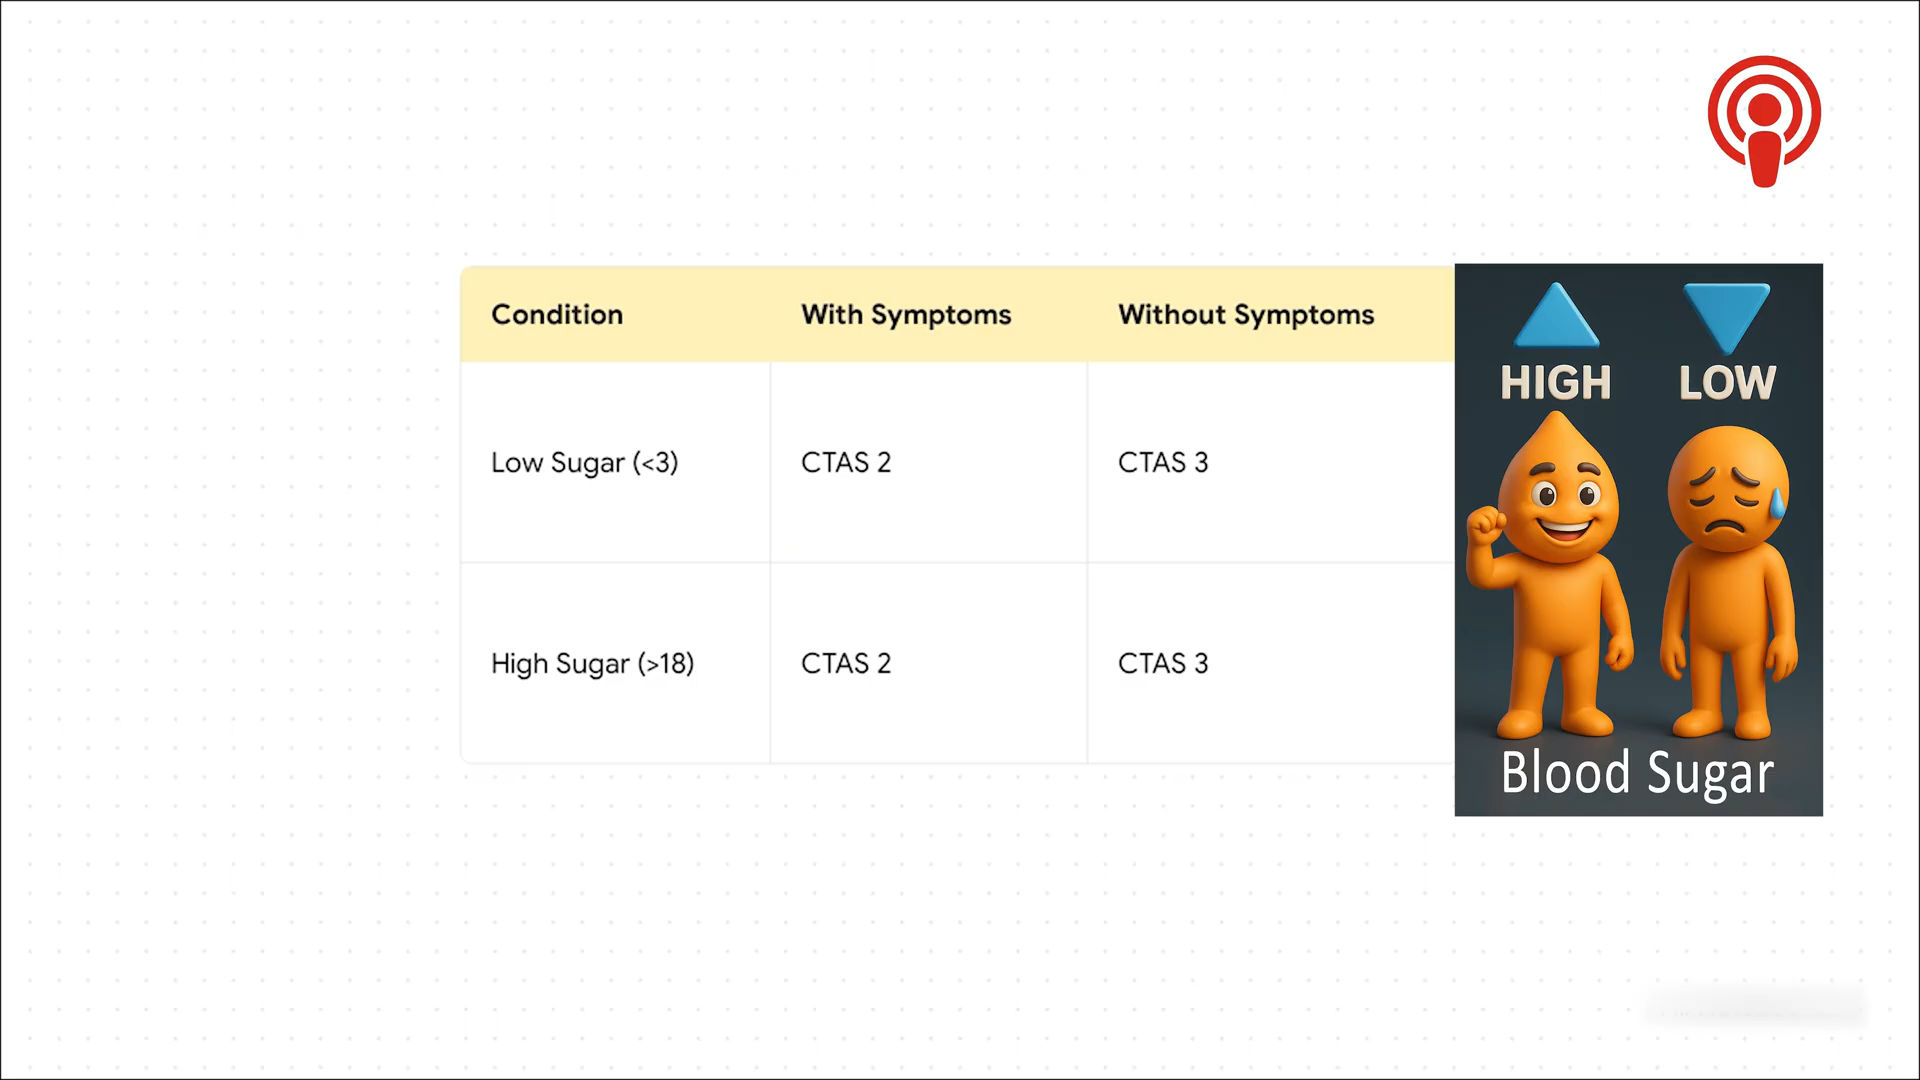 Condition With Symptoms Without Symptoms
Low Sugar (<3) CTAS 2 CTAS 3
High Sugar (>18) CTAS 2 CTAS 3
HIGH LOW
Blood Sugar